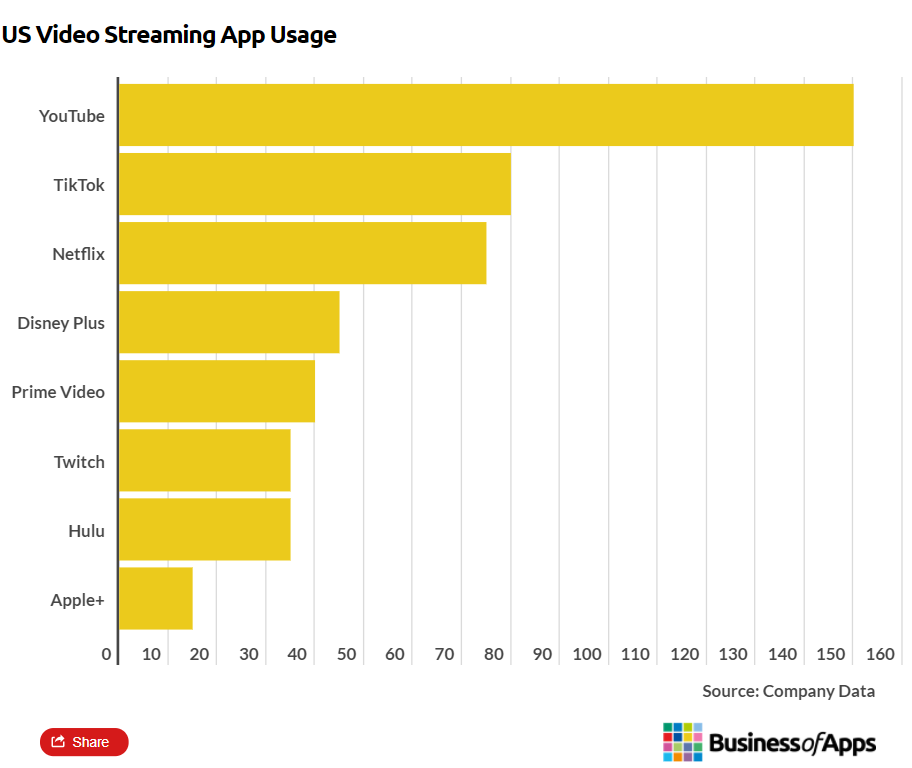 US Video Streaming App Usage
YouTube
TikTok
Netflix
Disney Plus
Prime Video
Twitch
Hulu
Apple+
0 10 20 30 40 50 60 70 80 90 100 110 120 130 140 150 160
Source: Company Data
Share
BusinessofApps